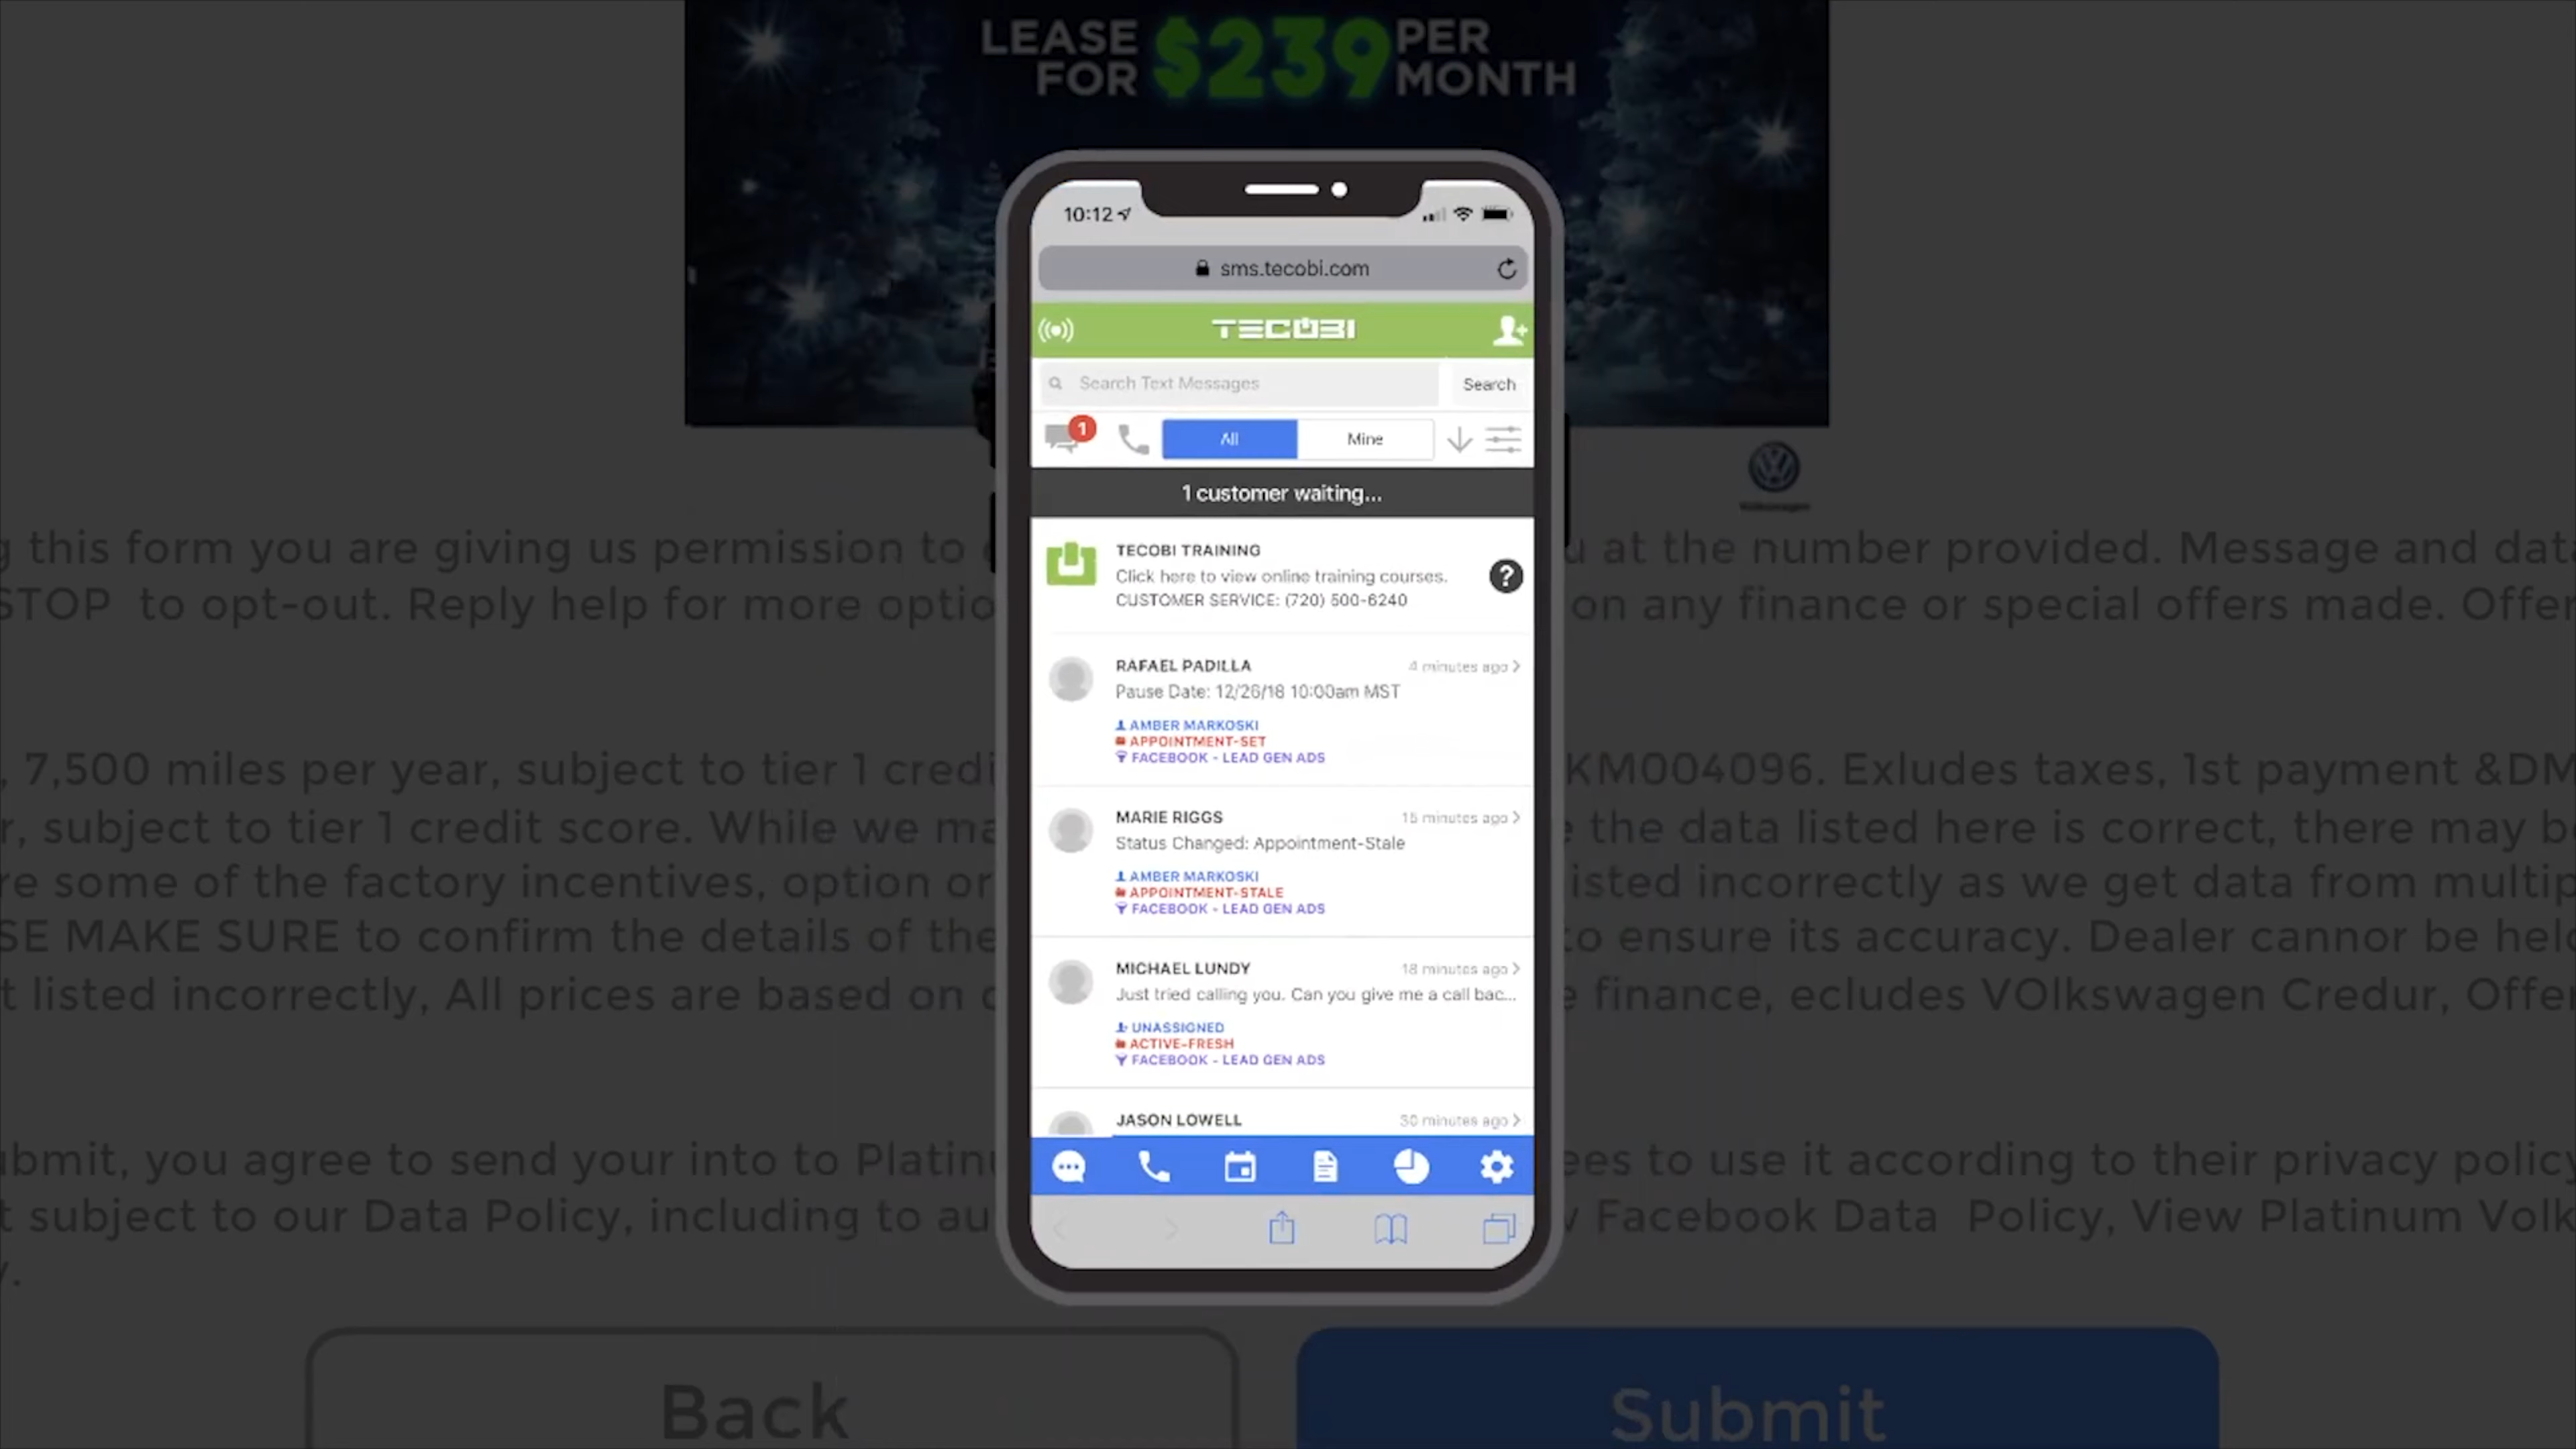 LEASE
FOR
$239
PER
MONTH
10:12
sms.tecobi.com
TECOBI
Search Text Messages
Search
1
All
Mine
1 customer waiting...
TECOBI TRAINING
Click here to view online training courses.
CUSTOMER SERVICE: (720) 500-6240
?
RAFAEL PADILLA
4 minutes ago
Pause Date: 12/26/18 10:00am MST
AMBER MARKOSKI
APPOINTMENT-SET
FACEBOOK - LEAD GEN ADS
MARIE RIGGS
15 minutes ago
Status Changed: Appointment-Stale
AMBER MARKOSKI
APPOINTMENT-STALE
FACEBOOK - LEAD GEN ADS
MICHAEL LUNDY
18 minutes ago
Just tried calling you. Can you give me a call bac...
UNASSIGNED
ACTIVE-FRESH
FACEBOOK - LEAD GEN ADS
JASON LOWELL
30 minutes ago
Volkswagen
this form you are giving us permission to at the number provided. Message and dat
STOP to opt-out. Reply help for more optio on any finance or special offers made. Offer
, 7,500 miles per year, subject to tier 1 credi KM004096. Exludes taxes, 1st payment &DM
r, subject to tier 1 credit score. While we ma the data listed here is correct, there may b
re some of the factory incentives, option or isted incorrectly as we get data from multip
SE MAKE SURE to confirm the details of the to ensure its accuracy. Dealer cannor be hel
t listed incorrectly, All prices are based on finance, ecludes VOlkswagen Credur, Offer
ubmit, you agree to send your into to Platinu ees to use it according to their privacy policy
t subject to our Data Policy, including to au Facebook Data Policy, View Platinum Volk
y.
Back
Submit